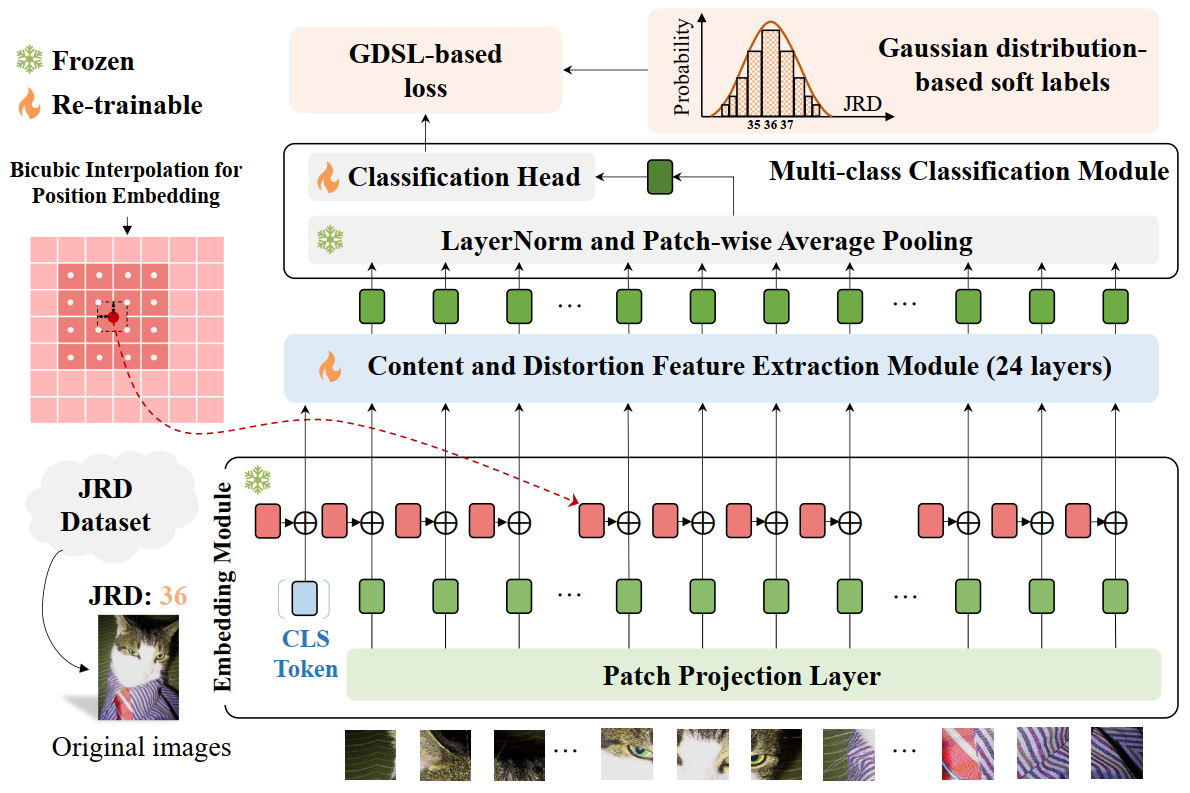 Frozen
Re-trainable
GDSL-based
loss
Probability
JRD
35 36 37
Gaussian distribution-
based soft labels
Bicubic Interpolation for
Position Embedding
Multi-class Classification Module
Classification Head
LayerNorm and Patch-wise Average Pooling
...
...
Content and Distortion Feature Extraction Module (24 layers)
JRD
Dataset
JRD: 36
Original images
Embedding Module
...
...
CLS
Token
Patch Projection Layer
...
...